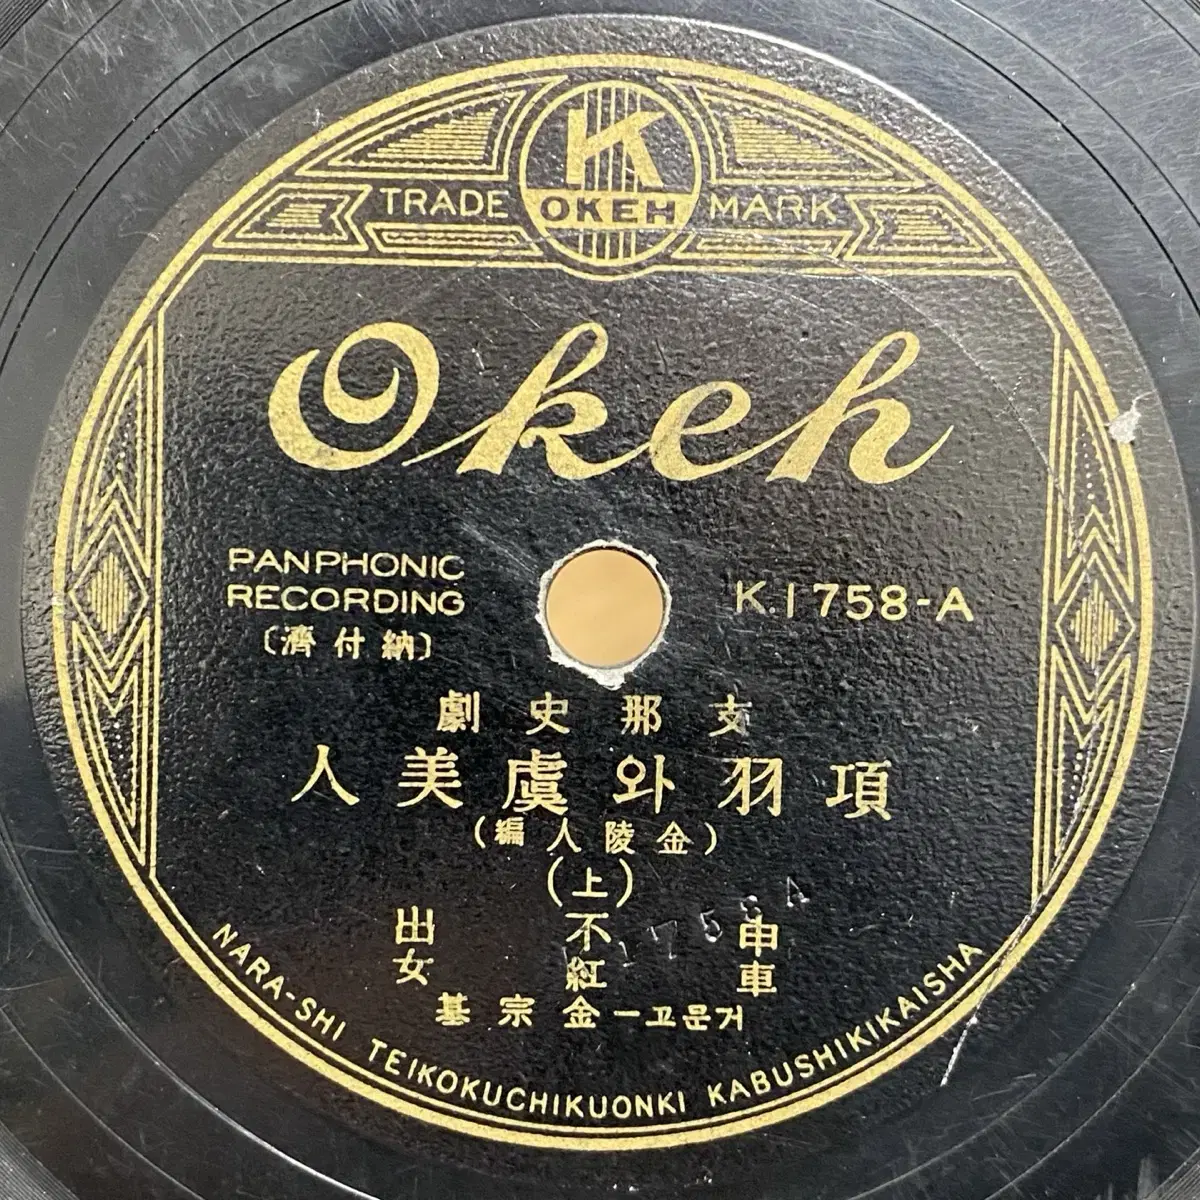 K
TRADE OKEH MARK
Okeh
PANPHONIC
RECORDING
〔納付濟〕
K.1758-A
支那史劇
項羽와虞美人
(金陵人編)
(上)
1758A
申不出
車紅女
거문고―金宗基
NARA-SHI TEIKOKUCHIKUONKI KABUSHIKIKAISHA